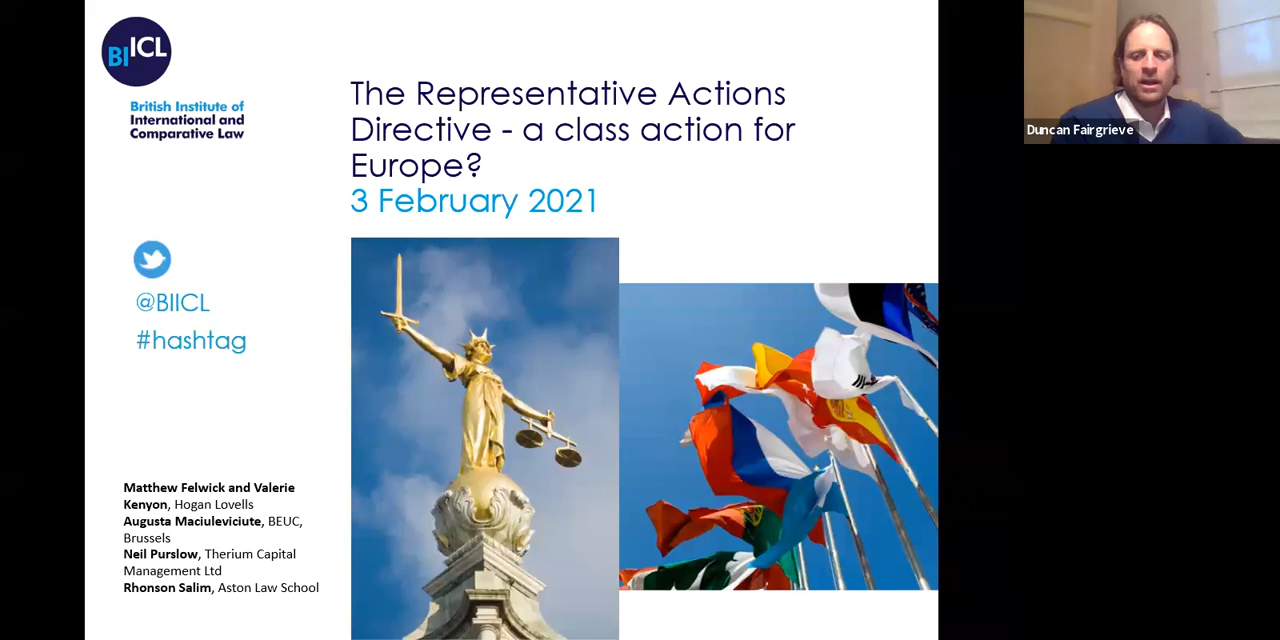 BIICL
British Institute of
International and
Comparative Law
The Representative Actions
Directive - a class action for
Europe?
3 February 2021
@BIICL
#hashtag
Matthew Felwick and Valerie
Kenyon, Hogan Lovells
Augusta Maciuleviciute, BEUC,
Brussels
Neil Purslow, Therium Capital
Management Ltd
Rhonson Salim, Aston Law School
Duncan Fairgrieve